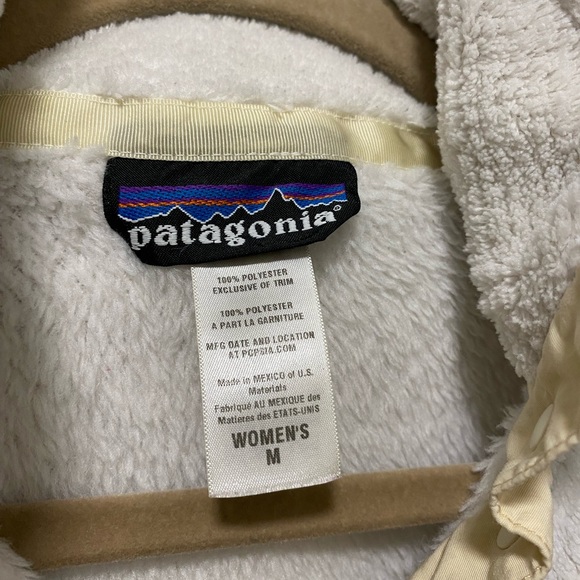 patagonia®
100% POLYESTER
EXCLUSIVE OF TRIM
100% POLYESTER
A PART LA GARNITURE
MFG DATE AND LOCATION
AT PCPSIA.COM
Made in MEXICO of U.S.
Materials
Fabriqué AU MEXIQUE des
Matieres des ETATS-UNIS
WOMEN'S
M